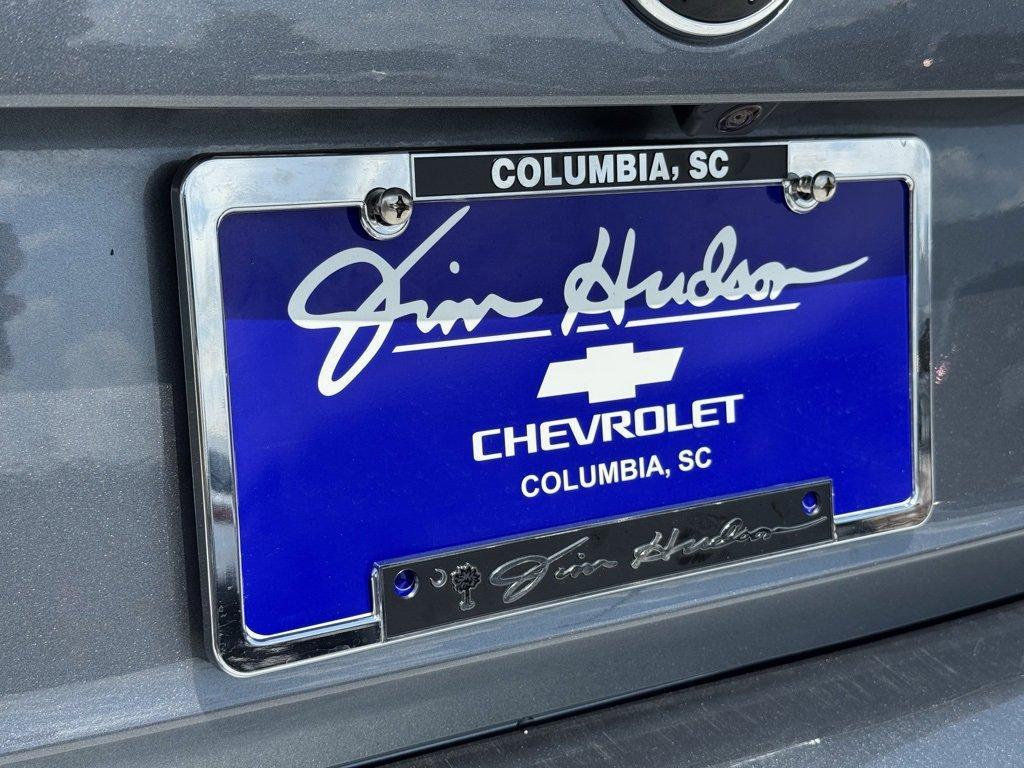 COLUMBIA, SC
Jim Hudson
CHEVROLET
COLUMBIA, SC
Jim Hudson